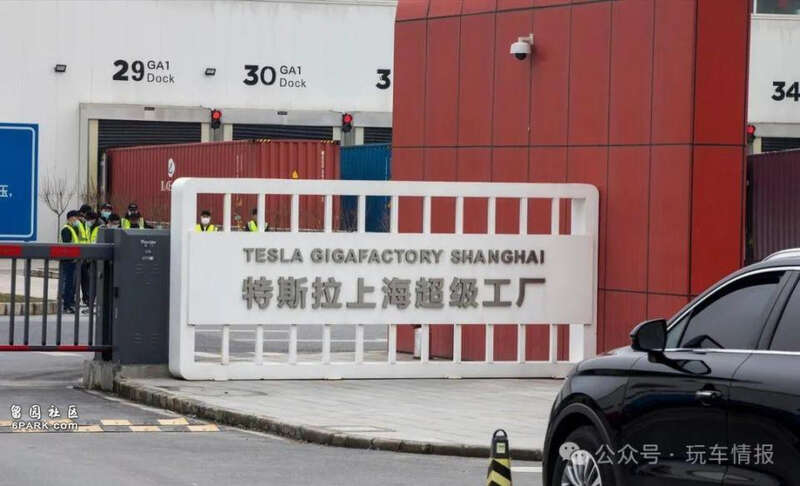 29 GA1
Dock
30 GA1
Dock
3
34
压,
TESLA GIGAFACTORY SHANGHAI
特斯拉上海超级工厂
留园社区
6PARK.COM
公众号·玩车情报